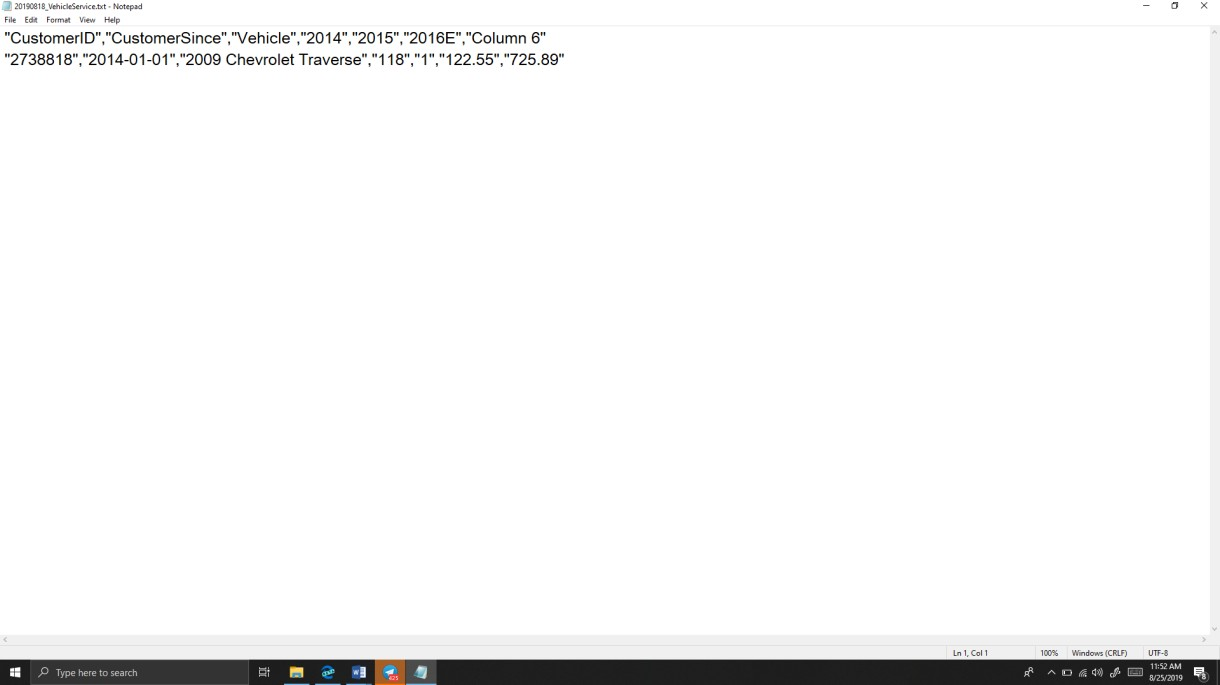 20190818_VehicleService.txt - Notepad
File Edit Format View Help
"CustomerID","CustomerSince","Vehicle","2014","2015","2016E","Column 6"
"2738818","2014-01-01","2009 Chevrolet Traverse","118","1","122.55","725.89"
Ln 1, Col 1 100% Windows (CRLF) UTF-8
Type here to search
11:52 AM
8/25/2019